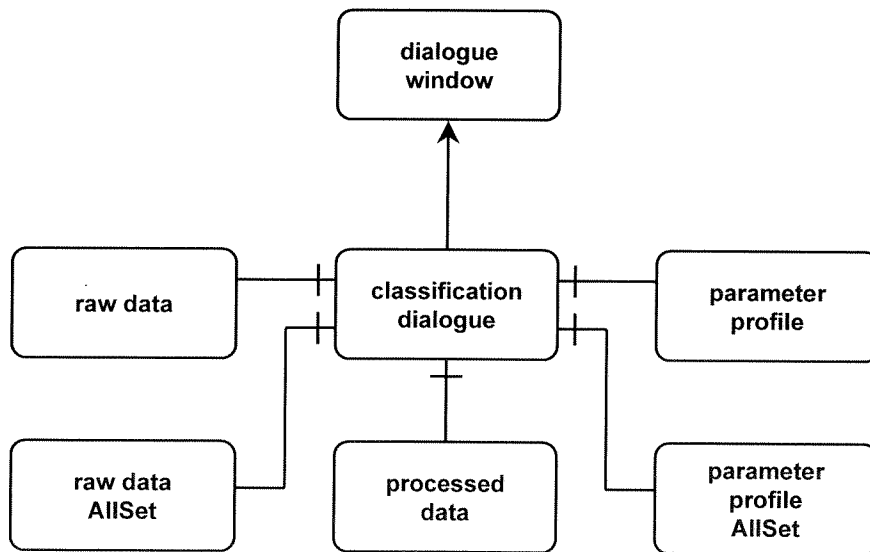 dialogue
window
raw data
classification
dialogue
parameter
profile
raw data
AllSet
processed
data
parameter
profile
AllSet